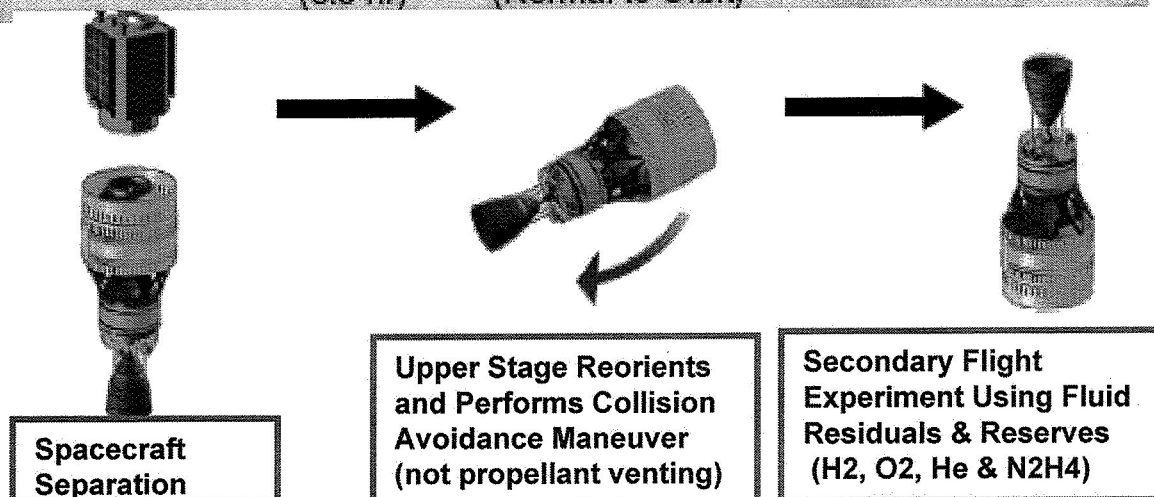 Spacecraft
Separation
Upper Stage Reorients
and Performs Collision
Avoidance Maneuver
(not propellant venting)
Secondary Flight
Experiment Using Fluid
Residuals & Reserves
(H2, O2, He & N2H4)